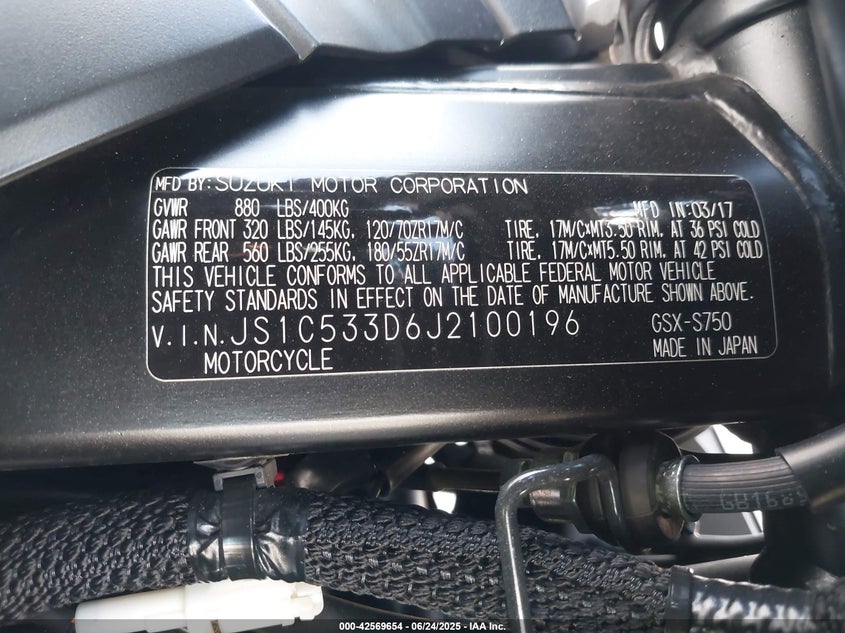 MFD BY: SUZUKI MOTOR CORPORATION
GVWR 880 LBS/400KG MFD IN:03/17
GAWR FRONT 320 LBS/145KG, 120/70ZR17M/C TIRE, 17M/C×MT3.50 RIM, AT 36 PSI COLD
GAWR REAR 560 LBS/255KG, 180/55ZR17M/C TIRE, 17M/C×MT5.50 RIM, AT 42 PSI COLD
THIS VEHICLE CONFORMS TO ALL APPLICABLE FEDERAL MOTOR VEHICLE
SAFETY STANDARDS IN EFFECT ON THE DATE OF MANUFACTURE SHOWN ABOVE.
V.I.N.JS1C533D6J2100196 GSX-S750
MOTORCYCLE MADE IN JAPAN
000-42569654 - 06/24/2025 - IAA Inc.